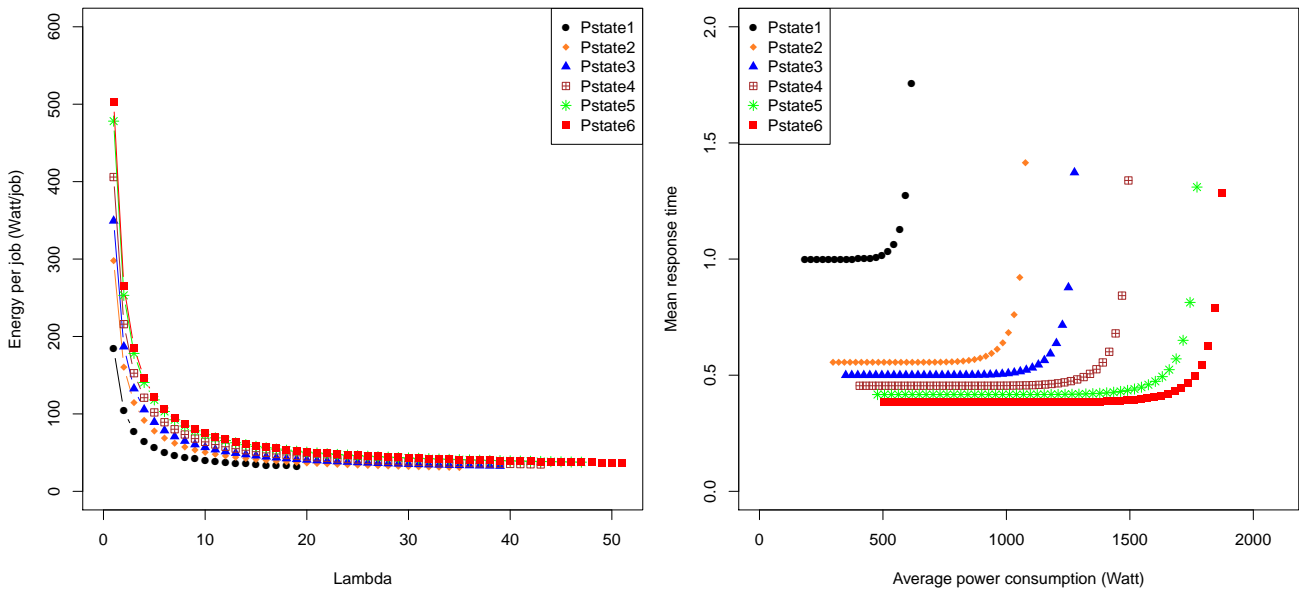 Pstate1
Pstate2
Pstate3
Pstate4
Pstate5
Pstate6
600
500
400
300
200
100
0
Energy per job (Watt/job)
0 10 20 30 40 50
Lambda
Pstate1
Pstate2
Pstate3
Pstate4
Pstate5
Pstate6
2.0
1.5
1.0
0.5
0.0
Mean response time
0 500 1000 1500 2000
Average power consumption (Watt)